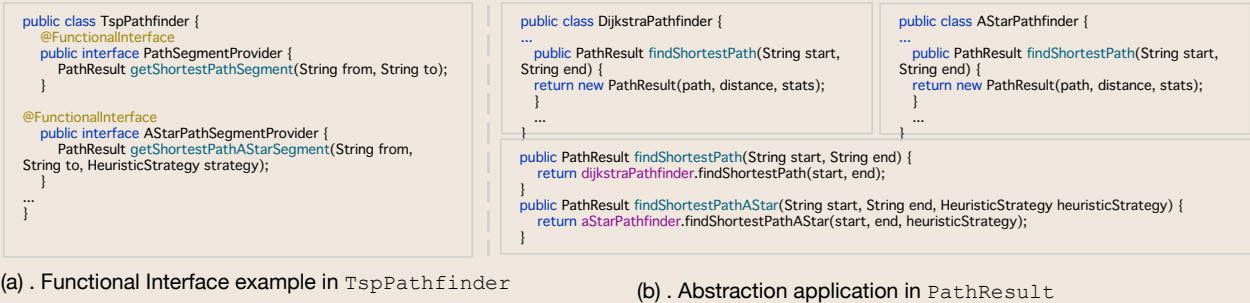 public class TspPathfinder {
@FunctionalInterface
public interface PathSegmentProvider {
PathResult getShortestPathSegment(String from, String to);
}
@FunctionalInterface
public interface AStarPathSegmentProvider {
PathResult getShortestPathAStarSegment(String from,
String to, HeuristicStrategy strategy);
}
...
}
public class DijkstraPathfinder {
...
public PathResult findShortestPath(String start,
String end) {
return new PathResult(path, distance, stats);
}
...
}
public class AStarPathfinder {
...
public PathResult findShortestPath(String start,
String end) {
return new PathResult(path, distance, stats);
}
...
}
public PathResult findShortestPath(String start, String end) {
return dijkstraPathfinder.findShortestPath(start, end);
}
public PathResult findShortestPathAStar(String start, String end, HeuristicStrategy heuristicStrategy) {
return aStarPathfinder.findShortestPathAStar(start, end, heuristicStrategy);
}
(a) . Functional Interface example in TspPathfinder
(b) . Abstraction application in PathResult